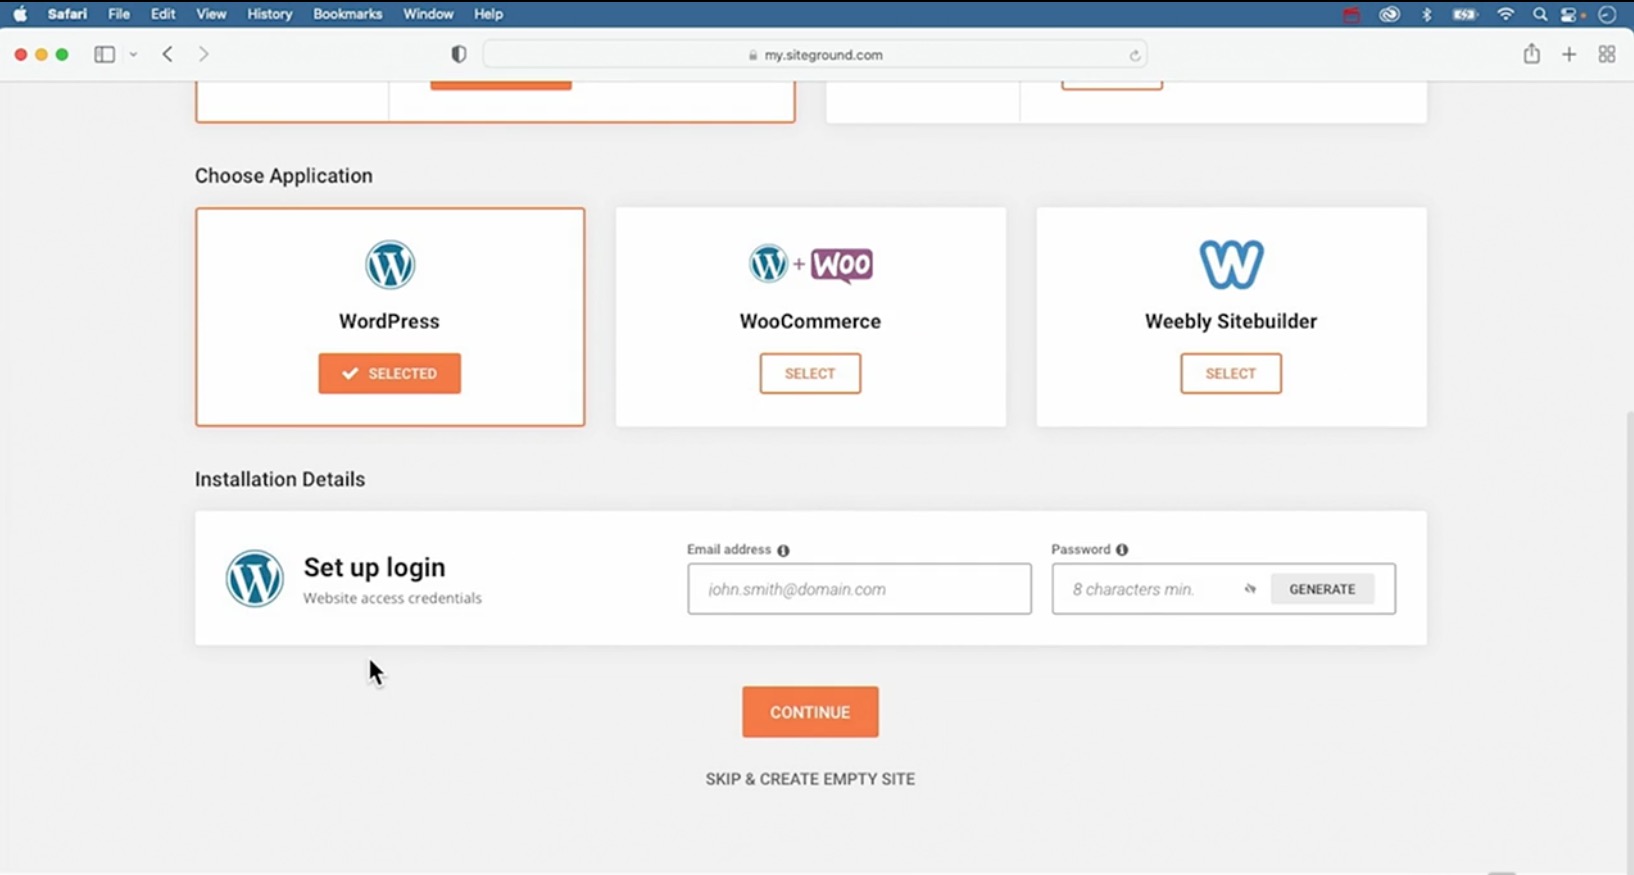 Safari File Edit View History Bookmarks Window Help
my.siteground.com
Choose Application
WordPress
SELECTED
WOO
WooCommerce
SELECT
Weebly Sitebuilder
SELECT
Installation Details
Set up login
Website access credentials
Email address
john.smith@domain.com
Password
8 characters min.
GENERATE
CONTINUE
SKIP & CREATE EMPTY SITE